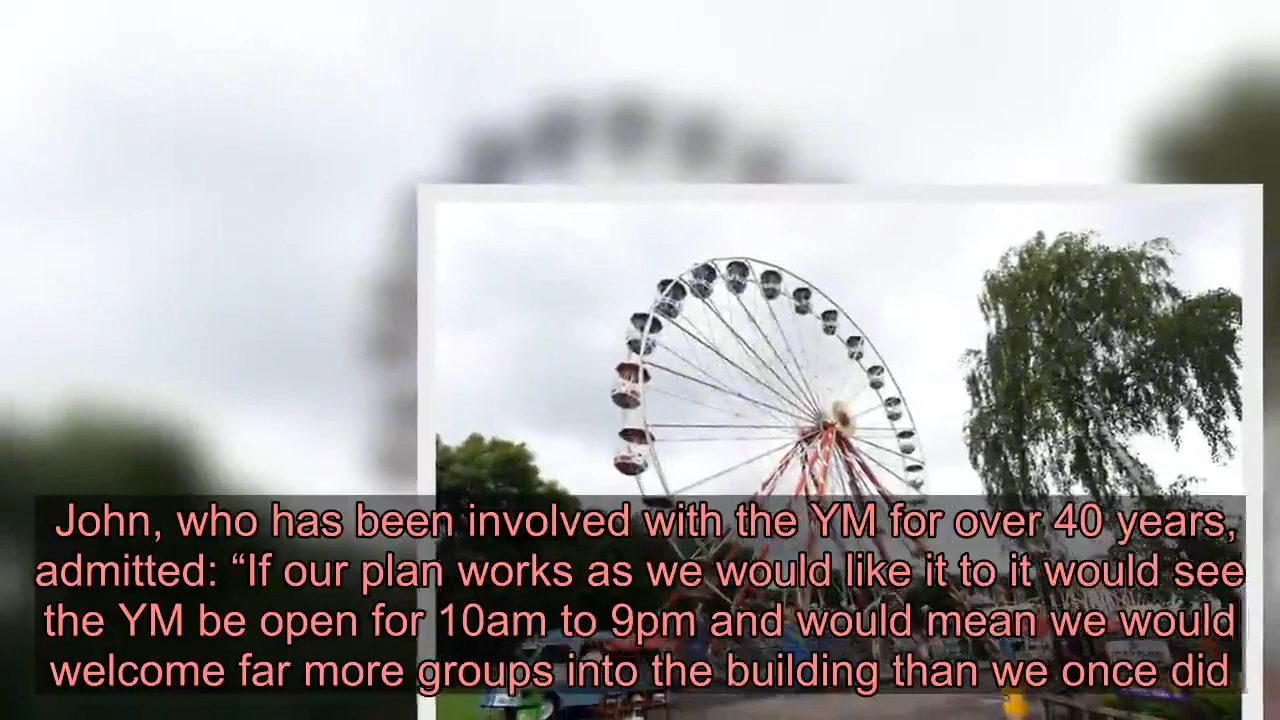 John, who has been involved with the YM for over 40 years,
admitted: “If our plan works as we would like it to it would see
the YM be open for 10am to 9pm and would mean we would
welcome far more groups into the building than we once did